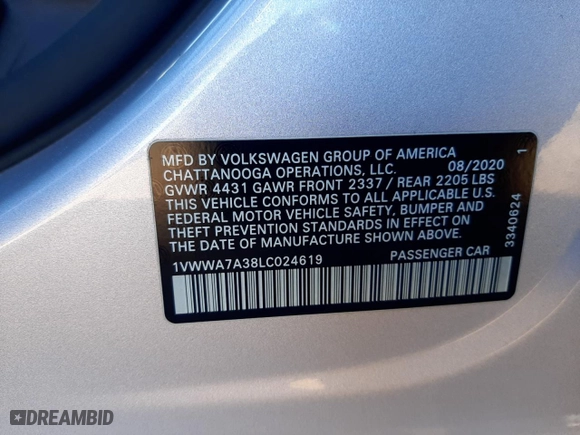 MFD BY VOLKSWAGEN GROUP OF AMERICA
CHATTANOOGA OPERATIONS, LLC. 08/2020
GVWR 4431 GAWR FRONT 2337 / REAR 2205 LBS
THIS VEHICLE CONFORMS TO ALL APPLICABLE U.S.
FEDERAL MOTOR VEHICLE SAFETY, BUMPER AND
THEFT PREVENTION STANDARDS IN EFFECT ON
THE DATE OF MANUFACTURE SHOWN ABOVE.
1VWWA7A38LC024619 PASSENGER CAR
3340624 1
DREAMBID